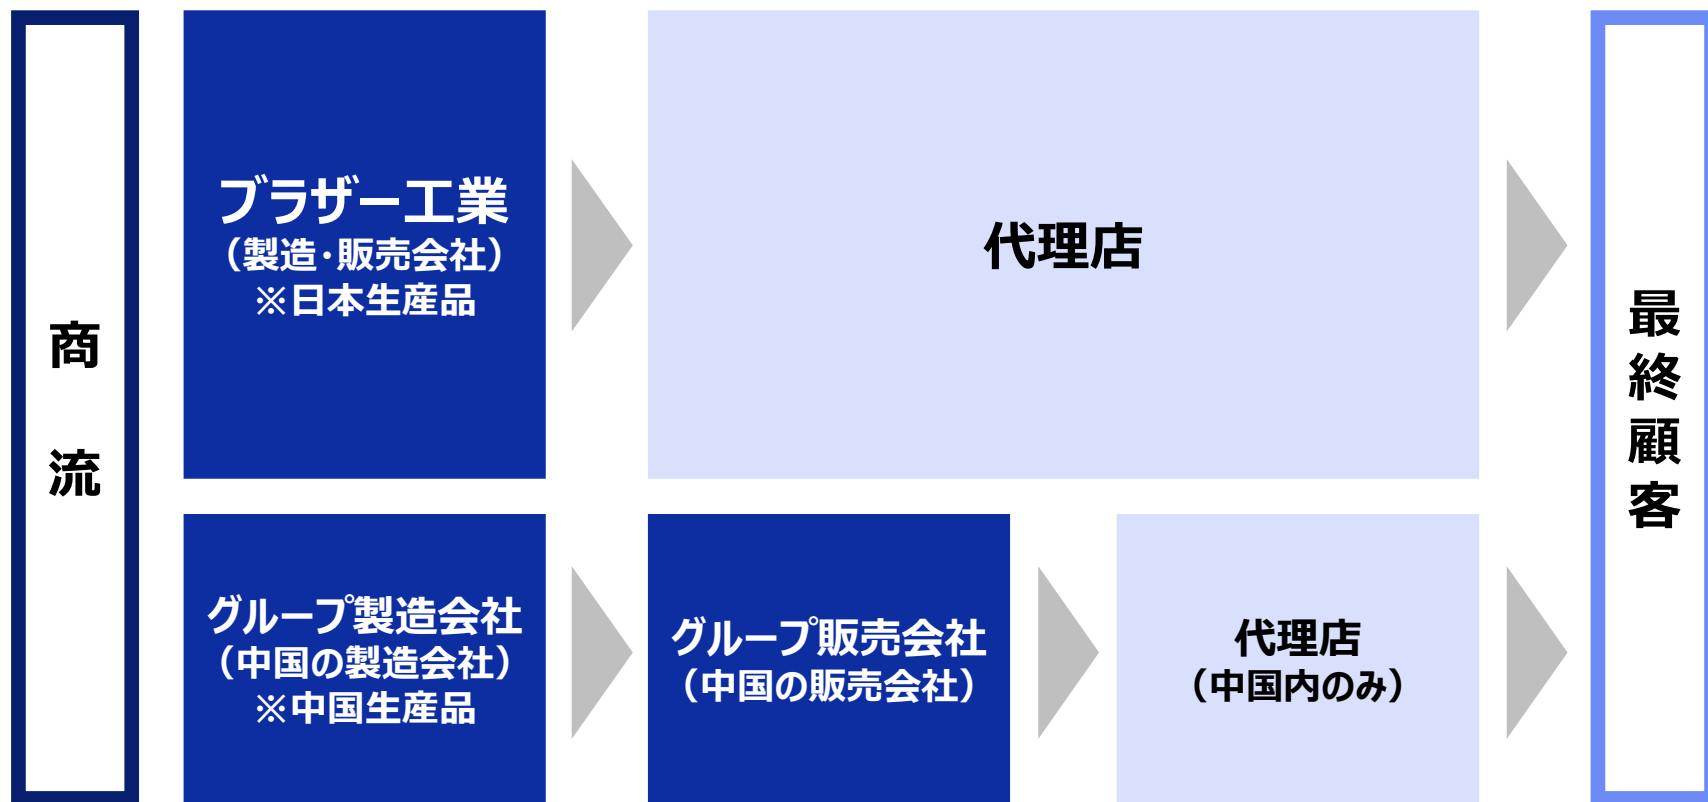 商流
ブラザー工業
（製造・販売会社）
※日本生産品
代理店
グループ製造会社
（中国の製造会社）
※中国生産品
グループ販売会社
（中国の販売会社）
代理店
（中国内のみ）
最終顧客